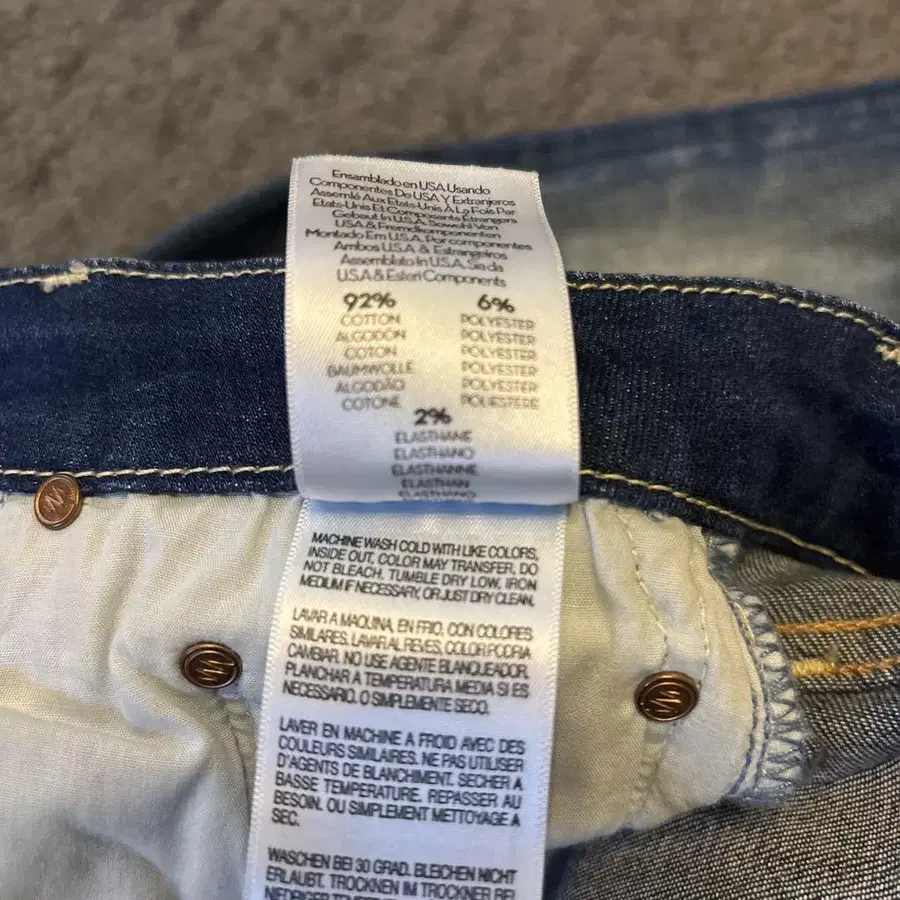 Ensamblado en USA Usando
Componentes De USA Y Extranjeros
Assemlé Aux Etats-Unis À La Fois Par
Etats-Unis Et Composants Etrangers
Gebaut In U.S.A. Sowohl Von
USA & Fremdkomponenten
Montado Em U.S.A. Por componentes
Ambos U.S.A & Estrangeiros
Assemblato In U.S.A. Sie da
U.S.A & Esteri Components
92% 6%
COTTON POLYESTER
ALGODÓN POLYESTER
COTON POLYESTER
BAUMWOLLE POLYESTER
ALGODÃO POLYESTER
COTONE POLIESTERE
2%
ELASTHANE
ELASTHANO
ELASTHANNE
ELASTHAN
ELASTHANO
MACHINE WASH COLD WITH LIKE COLORS,
INSIDE OUT, COLOR MAY TRANSFER. DO
NOT BLEACH. TUMBLE DRY LOW. IRON
MEDIUM IF NECESSARY, OR JUST DRY CLEAN.
LAVAR A MAQUINA, EN FRIO, CON COLORES
SIMILARES. LAVAR AL REVES, COLOR PODRIA
CAMBIAR. NO USE AGENTE BLANQUEADOR.
PLANCHAR A TEMPERATURA MEDIA SI ES
NECESSARIO. O SIMPLEMENTE SECO.
LAVER EN MACHINE A FROID AVEC DES
COULEURS SIMILAIRES. NE PAS UTILISER
D'AGENTS DE BLANCHIMENT. SECHER A
BASSE TEMPERATURE. REPASSER AU
BESOIN. OU SIMPLEMENT METTOYAGE A
SEC.
WASCHEN BEI 30 GRAD. BLEICHEN NICHT
ERLAUBT. TROCKNEN IM TROCKNER BEI